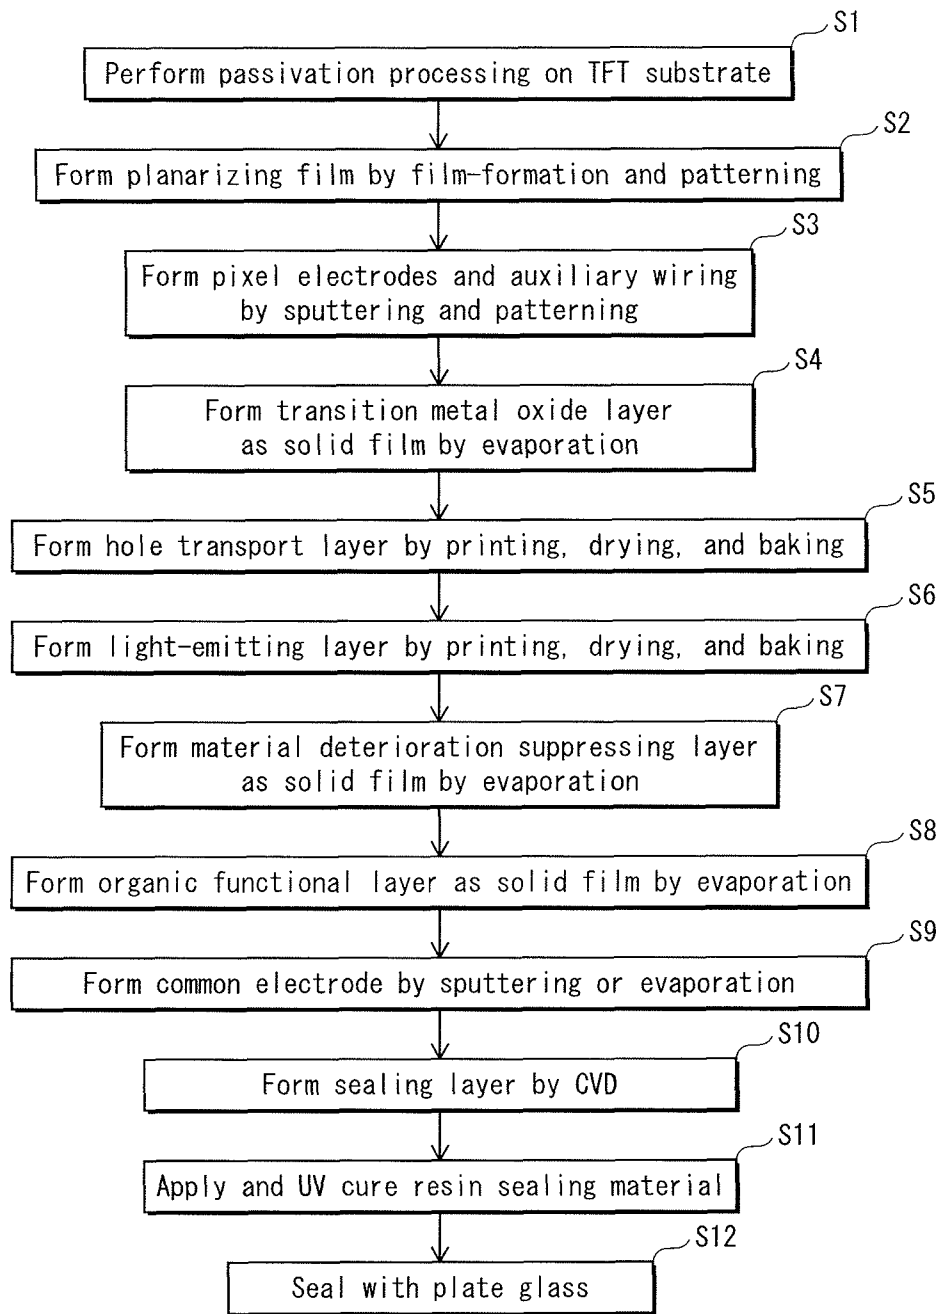 S1
Perform passivation processing on TFT substrate
S2
Form planarizing film by film-formation and patterning
S3
Form pixel electrodes and auxiliary wiring
by sputtering and patterning
S4
Form transition metal oxide layer
as solid film by evaporation
S5
Form hole transport layer by printing, drying, and baking
S6
Form light-emitting layer by printing, drying, and baking
S7
Form material deterioration suppressing layer
as solid film by evaporation
S8
Form organic functional layer as solid film by evaporation
S9
Form common electrode by sputtering or evaporation
S10
Form sealing layer by CVD
S11
Apply and UV cure resin sealing material
S12
Seal with plate glass